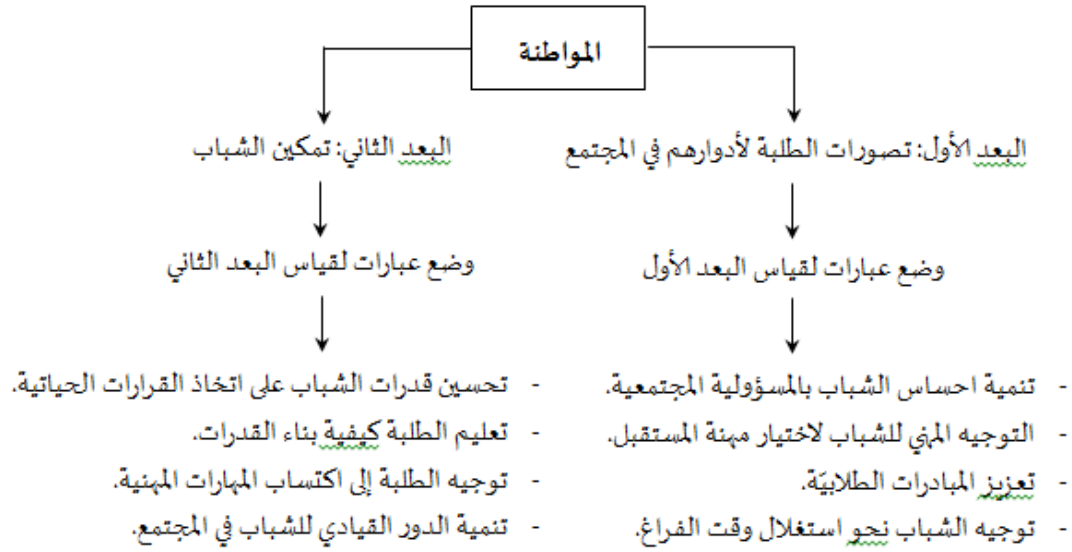 المواطنة
البعد الأول: تصورات الطلبة لأدوارهم في المجتمع
البعد الثاني: تمكين الشباب
وضع عبارات لقياس البعد الأول
وضع عبارات لقياس البعد الثاني
- تنمية احساس الشباب بالمسؤولية المجتمعية.
- التوجيه المهني للشباب لاختيار مهنة المستقبل.
- تعزيز المبادرات الطلابيّة.
- توجيه الشباب نحو استغلال وقت الفراغ.
- تحسين قدرات الشباب على اتخاذ القرارات الحياتية.
- تعليم الطلبة كيفية بناء القدرات.
- توجيه الطلبة إلى اكتساب المهارات المهنية.
- تنمية الدور القيادي للشباب في المجتمع.